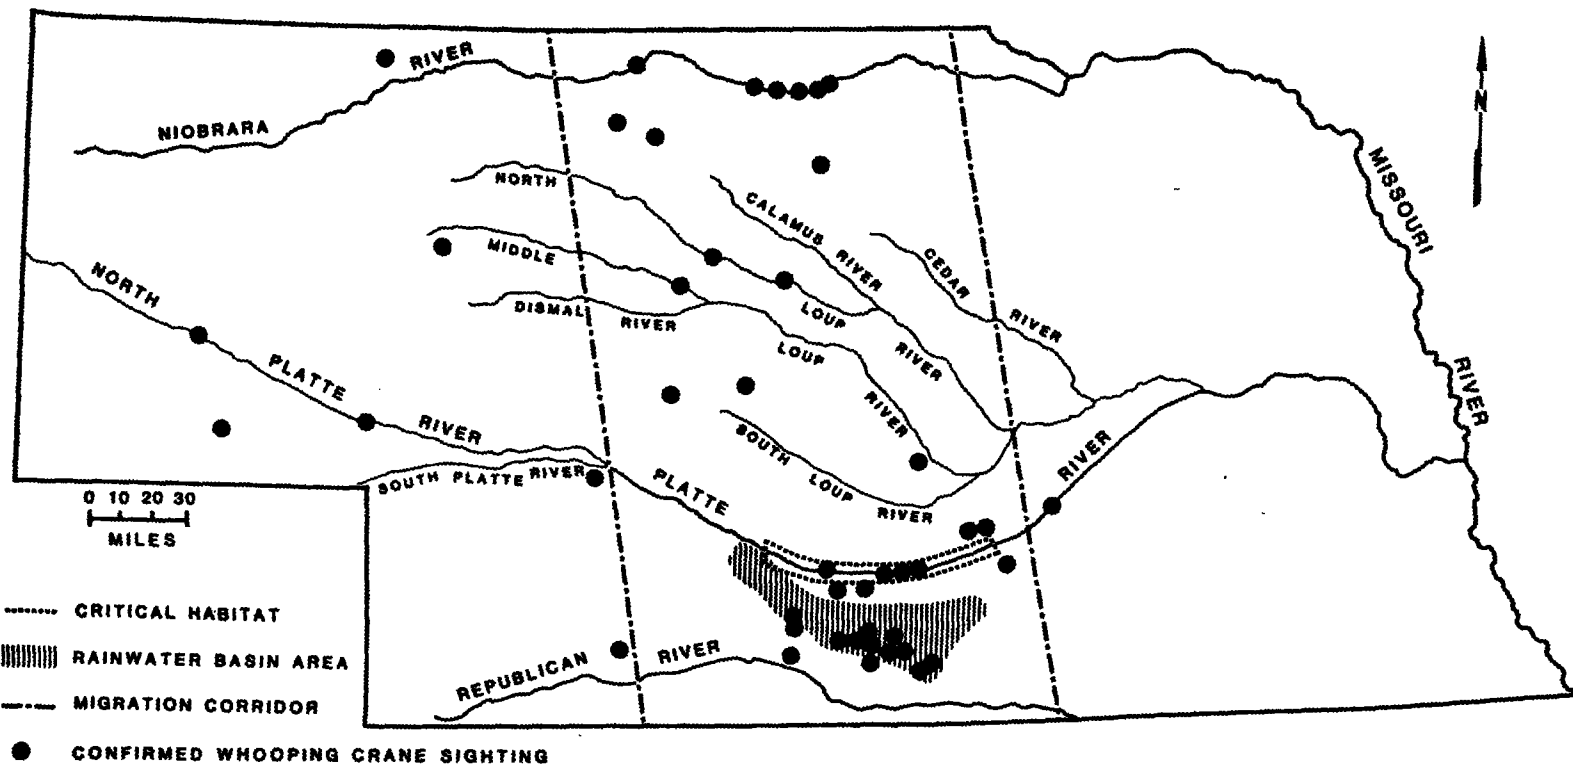 RIVER
NIOBRARA
N
MISSOURI
RIVER
NORTH
CALAMUS
RIVER
CEDAR
RIVER
MIDDLE
LOUP
RIVER
DISMAL
RIVER
LOUP
RIVER
NORTH
PLATTE
RIVER
SOUTH
LOUP
RIVER
SOUTH PLATTE RIVER
PLATTE
RIVER
0 10 20 30
MILES
CRITICAL HABITAT
RAINWATER BASIN AREA
REPUBLICAN RIVER
MIGRATION CORRIDOR
CONFIRMED WHOOPING CRANE SIGHTING